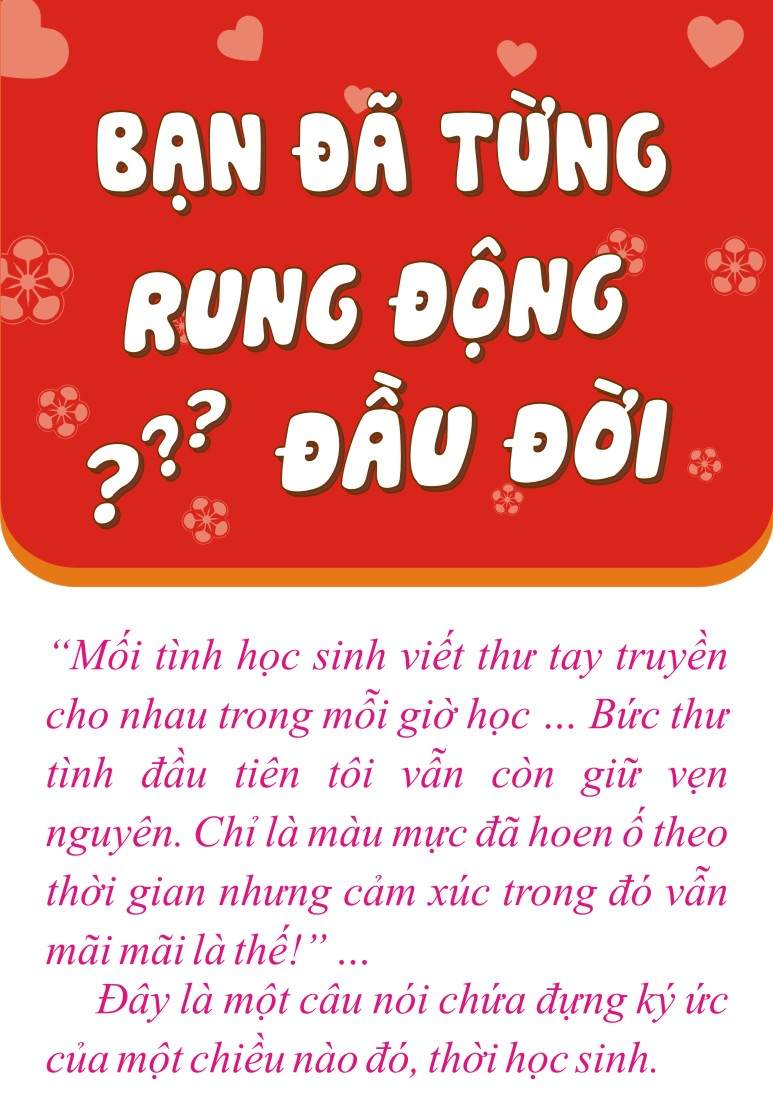 BẠN ĐÃ TỪNG
RUNG ĐỘNG
??? ĐẦU ĐỜI
“Mối tình học sinh viết thư tay truyền
cho nhau trong mỗi giờ học ... Bức thư
tình đầu tiên tôi vẫn còn giữ vẹn
nguyên. Chỉ là màu mực đã hoen ố theo
thời gian nhưng cảm xúc trong đó vẫn
mãi mãi là thế!” ...
Đây là một câu nói chứa đựng ký ức
của một chiều nào đó, thời học sinh.